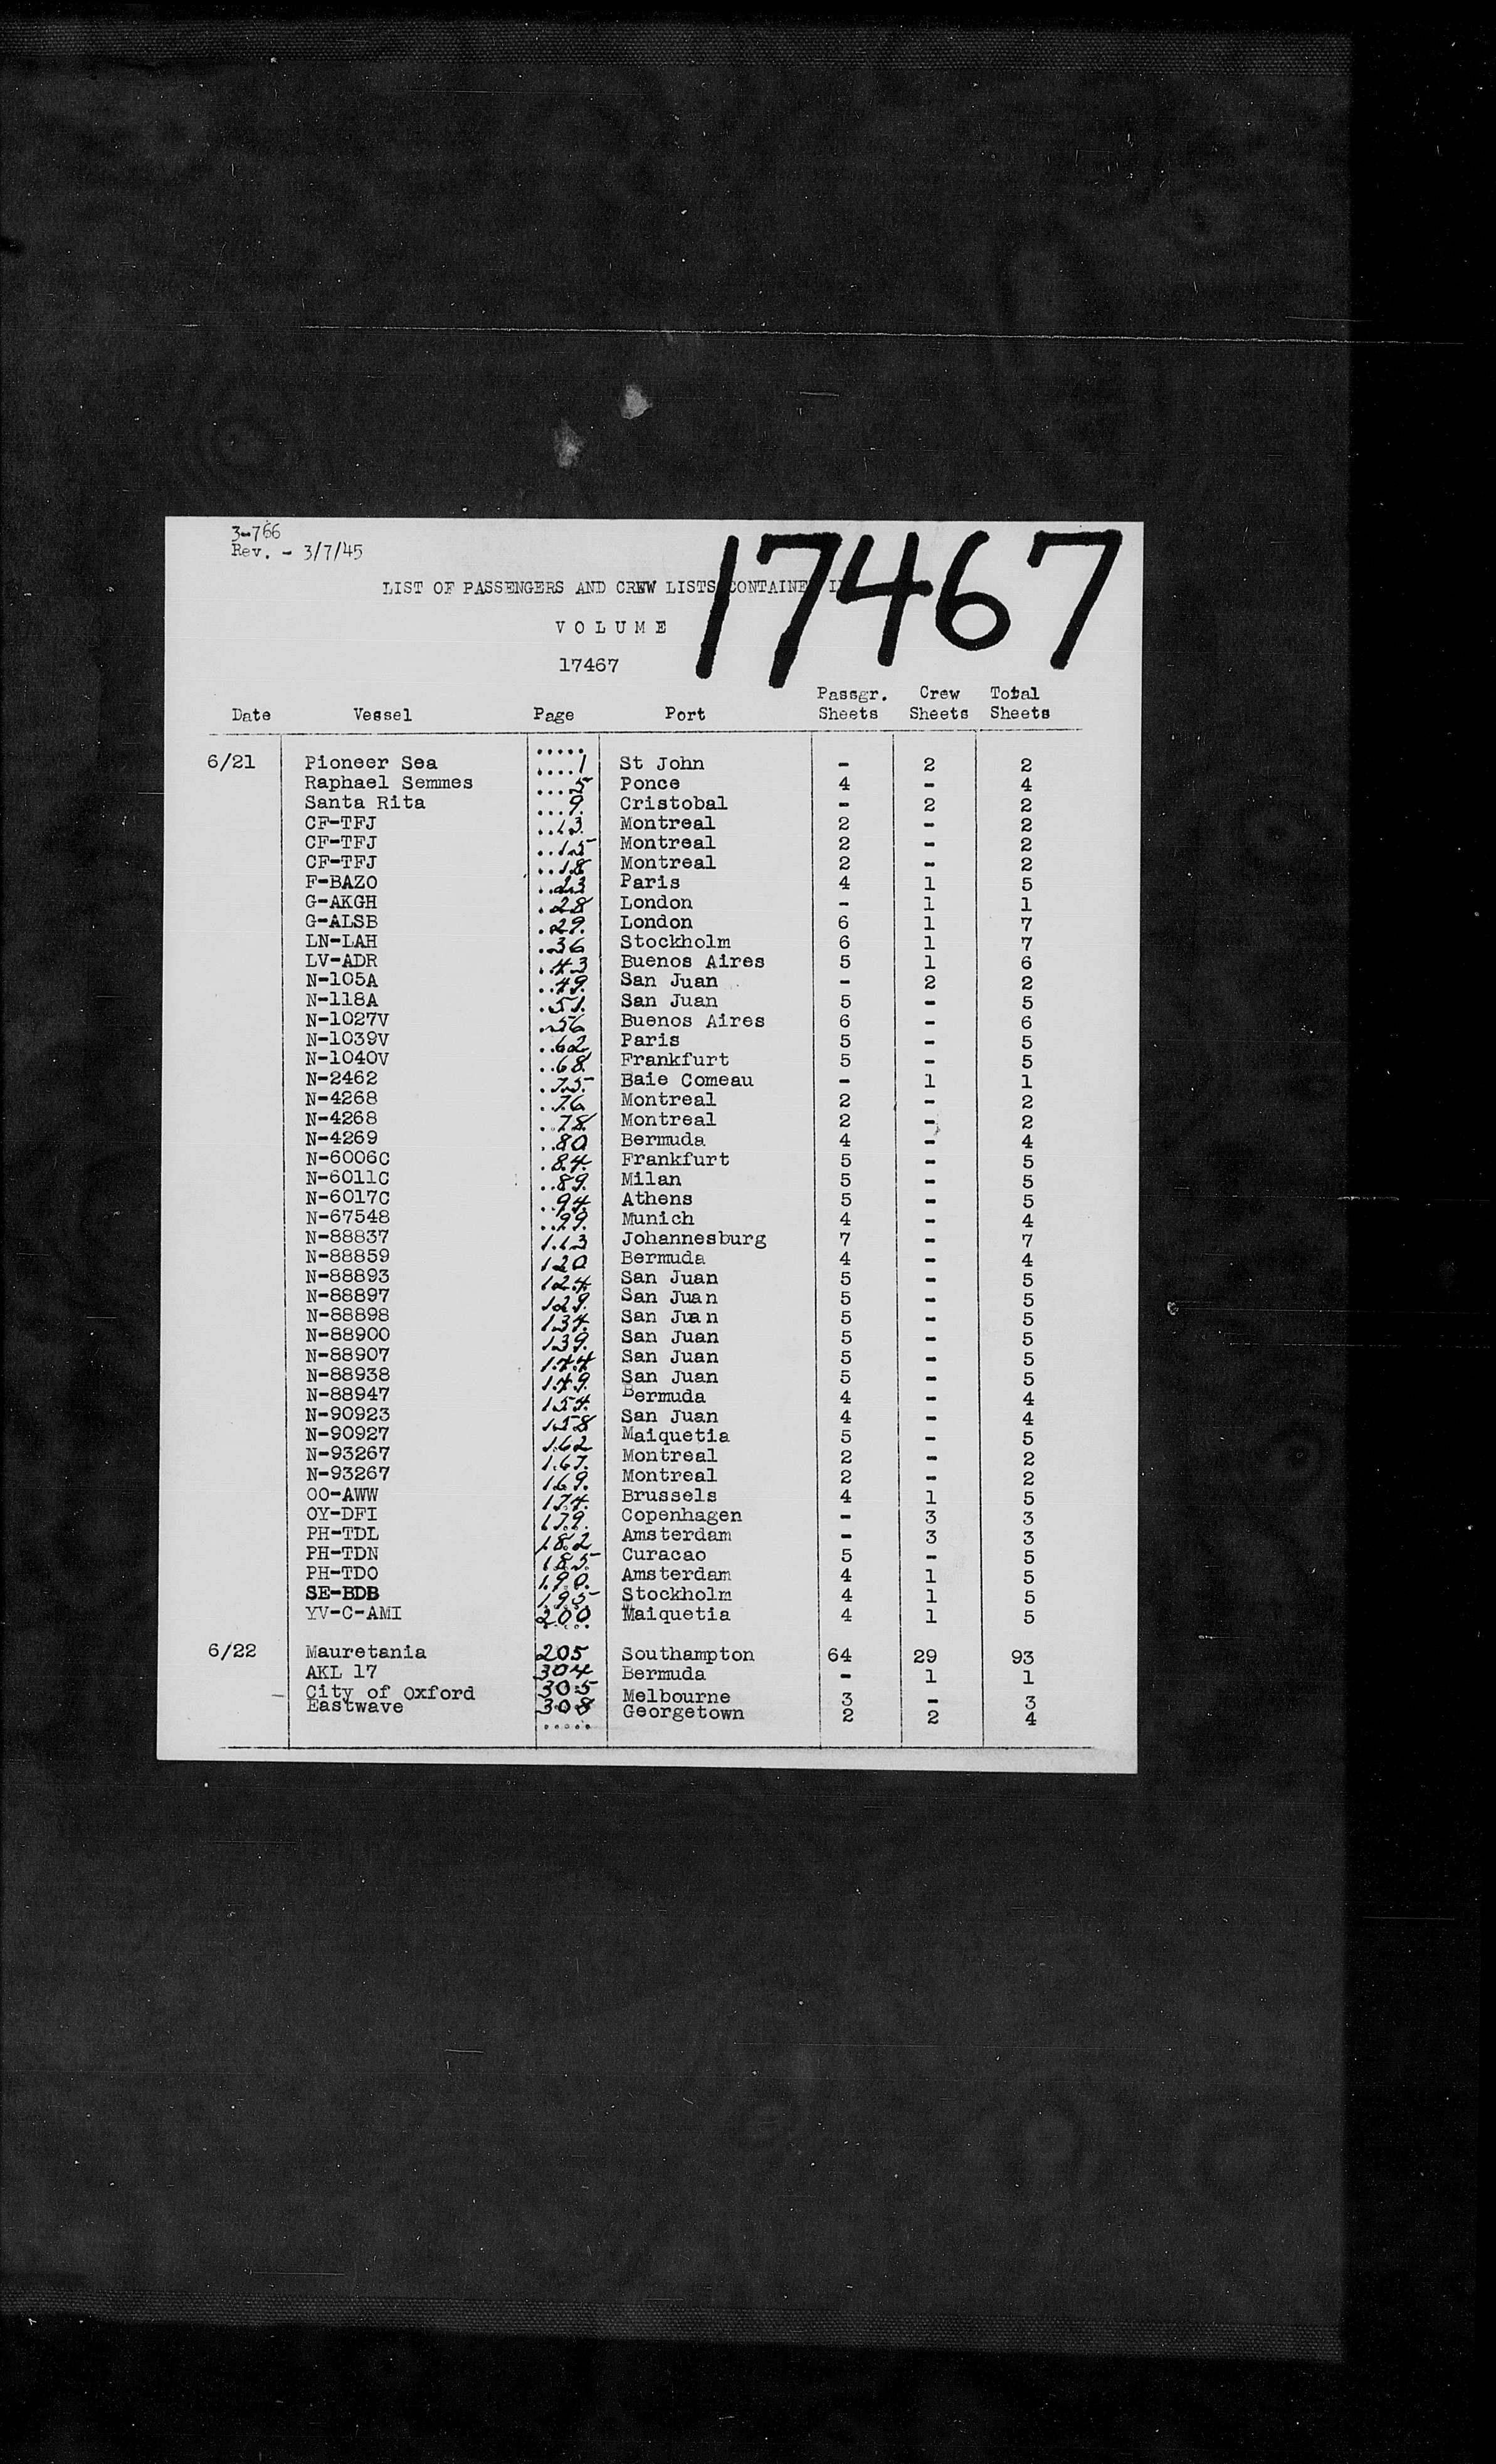 3-766
Rev. - 3/7/45
17467
LIST OF PASSENGERS AND CREW LISTS CONTAINED IN
VOLUME
17467
Date Vessel Page Port Passgr. Sheets Crew Sheets Total Sheets
6/21 Pioneer Sea 1 St John - 2 2
Raphael Semmes 5 Ponce 4 - 4
Santa Rita 9 Cristobal - 2 2
CF-TFJ 13 Montreal 2 - 2
CF-TFJ 15 Montreal 2 - 2
CF-TFJ 18 Montreal 2 - 2
F-BAZO 23 Paris 4 1 5
G-AKGH 28 London - 1 1
G-ALSB 29 London 6 1 7
LN-LAH 36 Stockholm 6 1 7
LV-ADR 43 Buenos Aires 5 1 6
N-105A 49 San Juan - 2 2
N-118A 51 San Juan 5 - 5
N-1027V 56 Buenos Aires 6 - 6
N-1039V 62 Paris 5 - 5
N-1040V 68 Frankfurt 5 - 5
N-2462 75 Baie Comeau - 1 1
N-4268 76 Montreal 2 - 2
N-4268 78 Montreal 2 - 2
N-4269 80 Bermuda 4 - 4
N-6006C 84 Frankfurt 5 - 5
N-6011C 89 Milan 5 - 5
N-6017C 94 Athens 5 - 5
N-67548 99 Munich 4 - 4
N-88837 113 Johannesburg 7 - 7
N-88859 120 Bermuda 4 - 4
N-88893 124 San Juan 5 - 5
N-88897 129 San Juan 5 - 5
N-88898 134 San Juan 5 - 5
N-88900 139 San Juan 5 - 5
N-88907 144 San Juan 5 - 5
N-88938 149 San Juan 5 - 5
N-88947 154 Bermuda 4 - 4
N-90923 158 San Juan 4 - 4
N-90927 162 Maiquetia 5 - 5
N-93267 167 Montreal 2 - 2
N-93267 169 Montreal 2 - 2
OO-AWW 174 Brussels 4 1 5
OY-DFI 179 Copenhagen - 3 3
PH-TDL 182 Amsterdam - 3 3
PH-TDN 185 Curacao 5 - 5
PH-TDO 190 Amsterdam 4 1 5
SE-BDB 195 Stockholm 4 1 5
YV-C-AMI 200 Maiquetia 4 1 5
6/22 Mauretania 205 Southampton 64 29 93
AKL 17 304 Bermuda - 1 1
City of Oxford 305 Melbourne 3 - 3
Eastwave 308 Georgetown 2 2 4